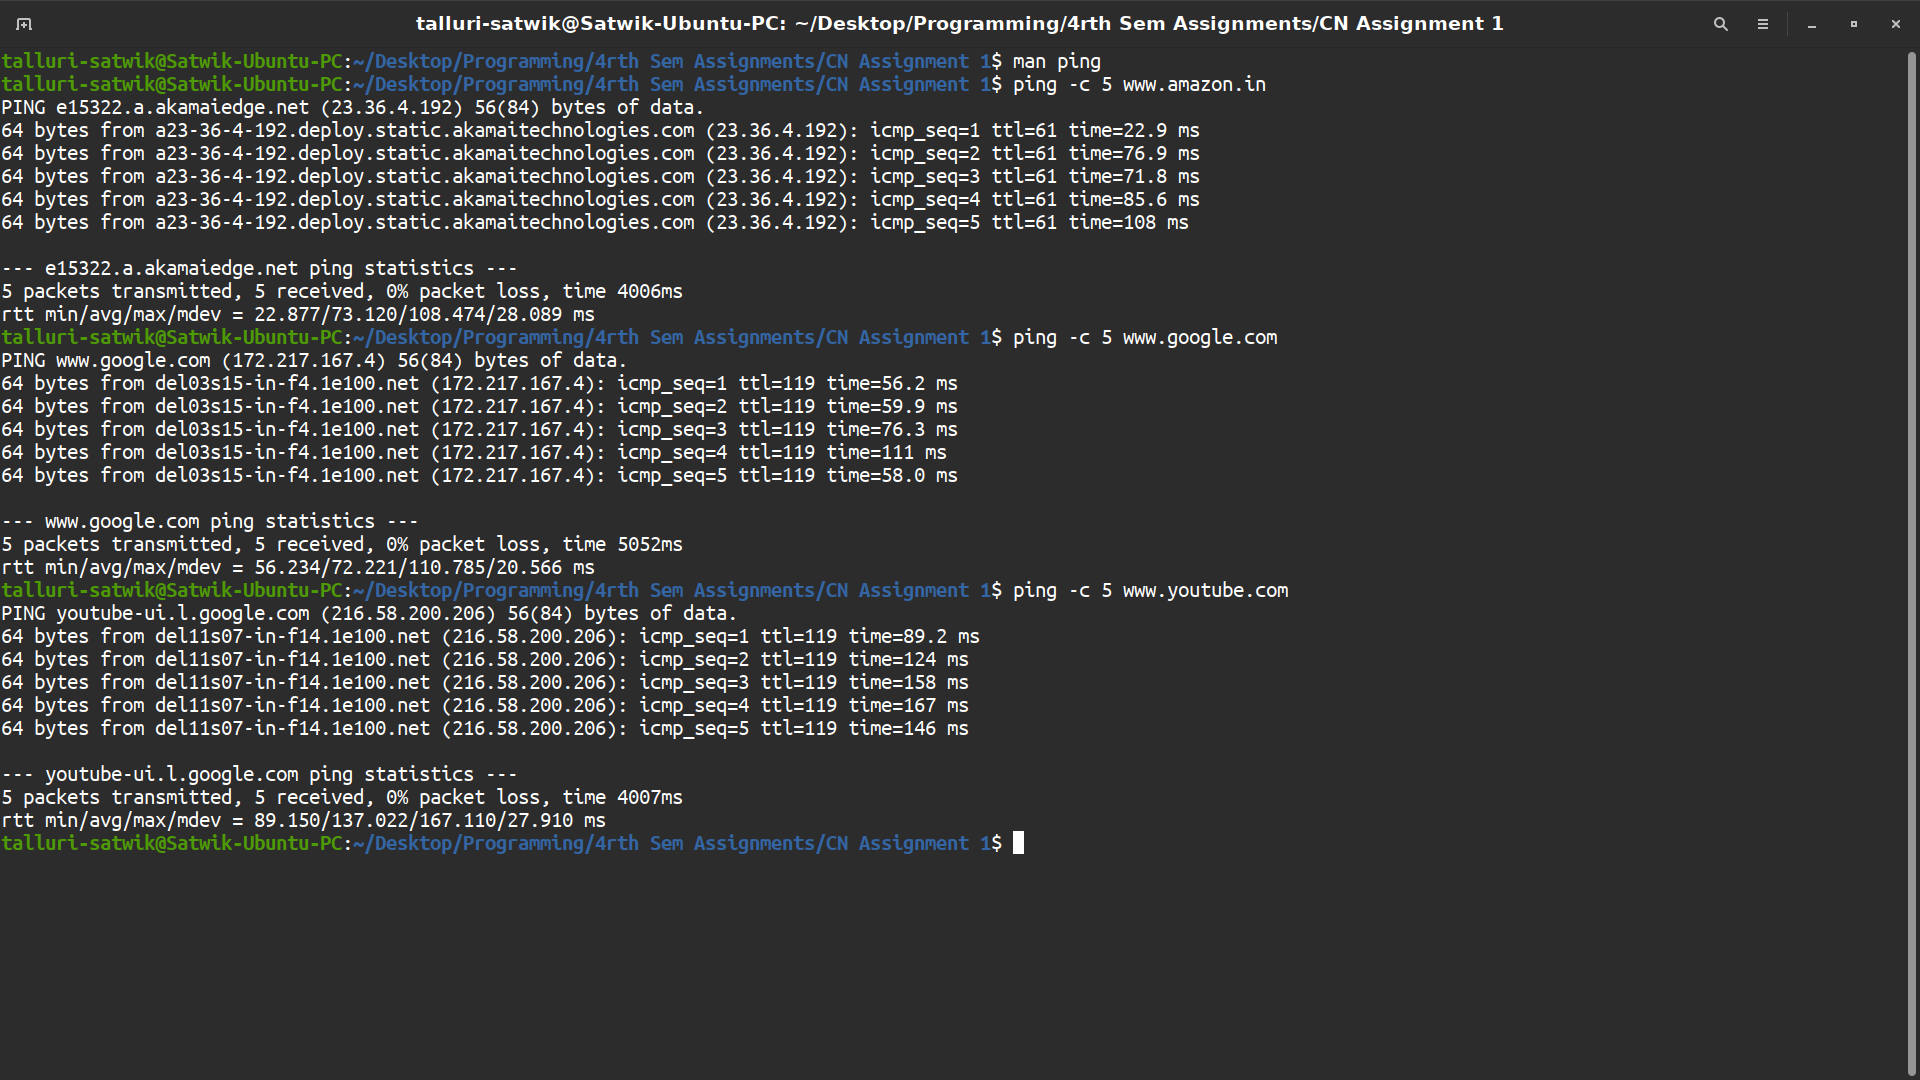 talluri-satwik@Satwik-Ubuntu-PC: ~/Desktop/Programming/4rth Sem Assignments/CN Assignment 1
talluri-satwik@Satwik-Ubuntu-PC:~/Desktop/Programming/4rth Sem Assignments/CN Assignment 1$ man ping
talluri-satwik@Satwik-Ubuntu-PC:~/Desktop/Programming/4rth Sem Assignments/CN Assignment 1$ ping -c 5 www.amazon.in
PING e15322.a.akamaiedge.net (23.36.4.192) 56(84) bytes of data.
64 bytes from a23-36-4-192.deploy.static.akamaitechnologies.com (23.36.4.192): icmp_seq=1 ttl=61 time=22.9 ms
64 bytes from a23-36-4-192.deploy.static.akamaitechnologies.com (23.36.4.192): icmp_seq=2 ttl=61 time=76.9 ms
64 bytes from a23-36-4-192.deploy.static.akamaitechnologies.com (23.36.4.192): icmp_seq=3 ttl=61 time=71.8 ms
64 bytes from a23-36-4-192.deploy.static.akamaitechnologies.com (23.36.4.192): icmp_seq=4 ttl=61 time=85.6 ms
64 bytes from a23-36-4-192.deploy.static.akamaitechnologies.com (23.36.4.192): icmp_seq=5 ttl=61 time=108 ms

--- e15322.a.akamaiedge.net ping statistics ---
5 packets transmitted, 5 received, 0% packet loss, time 4006ms
rtt min/avg/max/mdev = 22.877/73.120/108.474/28.089 ms
talluri-satwik@Satwik-Ubuntu-PC:~/Desktop/Programming/4rth Sem Assignments/CN Assignment 1$ ping -c 5 www.google.com
PING www.google.com (172.217.167.4) 56(84) bytes of data.
64 bytes from del03s15-in-f4.1e100.net (172.217.167.4): icmp_seq=1 ttl=119 time=56.2 ms
64 bytes from del03s15-in-f4.1e100.net (172.217.167.4): icmp_seq=2 ttl=119 time=59.9 ms
64 bytes from del03s15-in-f4.1e100.net (172.217.167.4): icmp_seq=3 ttl=119 time=76.3 ms
64 bytes from del03s15-in-f4.1e100.net (172.217.167.4): icmp_seq=4 ttl=119 time=111 ms
64 bytes from del03s15-in-f4.1e100.net (172.217.167.4): icmp_seq=5 ttl=119 time=58.0 ms

--- www.google.com ping statistics ---
5 packets transmitted, 5 received, 0% packet loss, time 5052ms
rtt min/avg/max/mdev = 56.234/72.221/110.785/20.566 ms
talluri-satwik@Satwik-Ubuntu-PC:~/Desktop/Programming/4rth Sem Assignments/CN Assignment 1$ ping -c 5 www.youtube.com
PING youtube-ui.l.google.com (216.58.200.206) 56(84) bytes of data.
64 bytes from del11s07-in-f14.1e100.net (216.58.200.206): icmp_seq=1 ttl=119 time=89.2 ms
64 bytes from del11s07-in-f14.1e100.net (216.58.200.206): icmp_seq=2 ttl=119 time=124 ms
64 bytes from del11s07-in-f14.1e100.net (216.58.200.206): icmp_seq=3 ttl=119 time=158 ms
64 bytes from del11s07-in-f14.1e100.net (216.58.200.206): icmp_seq=4 ttl=119 time=167 ms
64 bytes from del11s07-in-f14.1e100.net (216.58.200.206): icmp_seq=5 ttl=119 time=146 ms

--- youtube-ui.l.google.com ping statistics ---
5 packets transmitted, 5 received, 0% packet loss, time 4007ms
rtt min/avg/max/mdev = 89.150/137.022/167.110/27.910 ms
talluri-satwik@Satwik-Ubuntu-PC:~/Desktop/Programming/4rth Sem Assignments/CN Assignment 1$